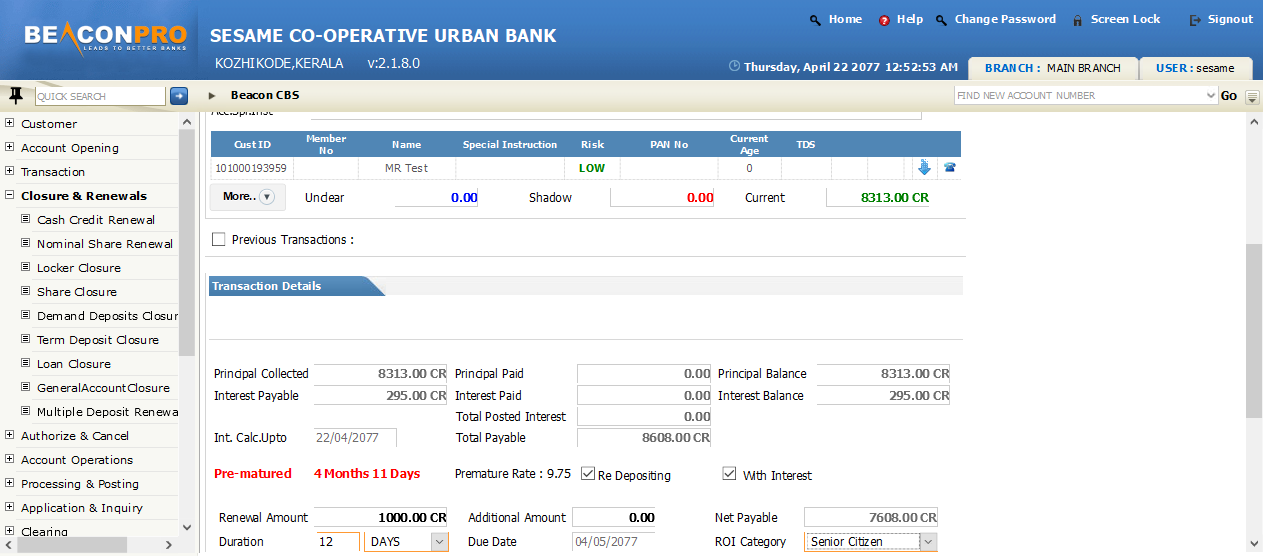 Home Help Change Password Screen Lock Signout
BEACONPRO
LEADS TO BETTER BANKS
SESAME CO-OPERATIVE URBAN BANK
KOZHIKODE,KERALA v:2.1.8.0
Thursday, April 22 2077 12:52:53 AM BRANCH : MAIN BRANCH USER : sesame
QUICK SEARCH Beacon CBS FIND NEW ACCOUNT NUMBER Go
Customer
Account Opening
Transaction
Closure & Renewals
Cash Credit Renewal
Nominal Share Renewal
Locker Closure
Share Closure
Demand Deposits Closur
Term Deposit Closure
Loan Closure
GeneralAccountClosure
Multiple Deposit Renewa
Authorize & Cancel
Account Operations
Processing & Posting
Application & Inquiry
Clearing
Acc.Spl.Inst
Cust ID Member No Name Special Instruction Risk PAN No Current Age TDS
101000193959 MR Test LOW 0
More.. Unclear 0.00 Shadow 0.00 Current 8313.00 CR
Previous Transactions :
Transaction Details
Principal Collected 8313.00 CR Principal Paid 0.00 Principal Balance 8313.00 CR
Interest Payable 295.00 CR Interest Paid 0.00 Interest Balance 295.00 CR
Total Posted Interest 0.00
Int. Calc.Upto 22/04/2077 Total Payable 8608.00 CR
Pre-matured 4 Months 11 Days Premature Rate : 9.75 Re Depositing With Interest
Renewal Amount 1000.00 CR Additional Amount 0.00 Net Payable 7608.00 CR
Duration 12 DAYS Due Date 04/05/2077 ROI Category Senior Citizen